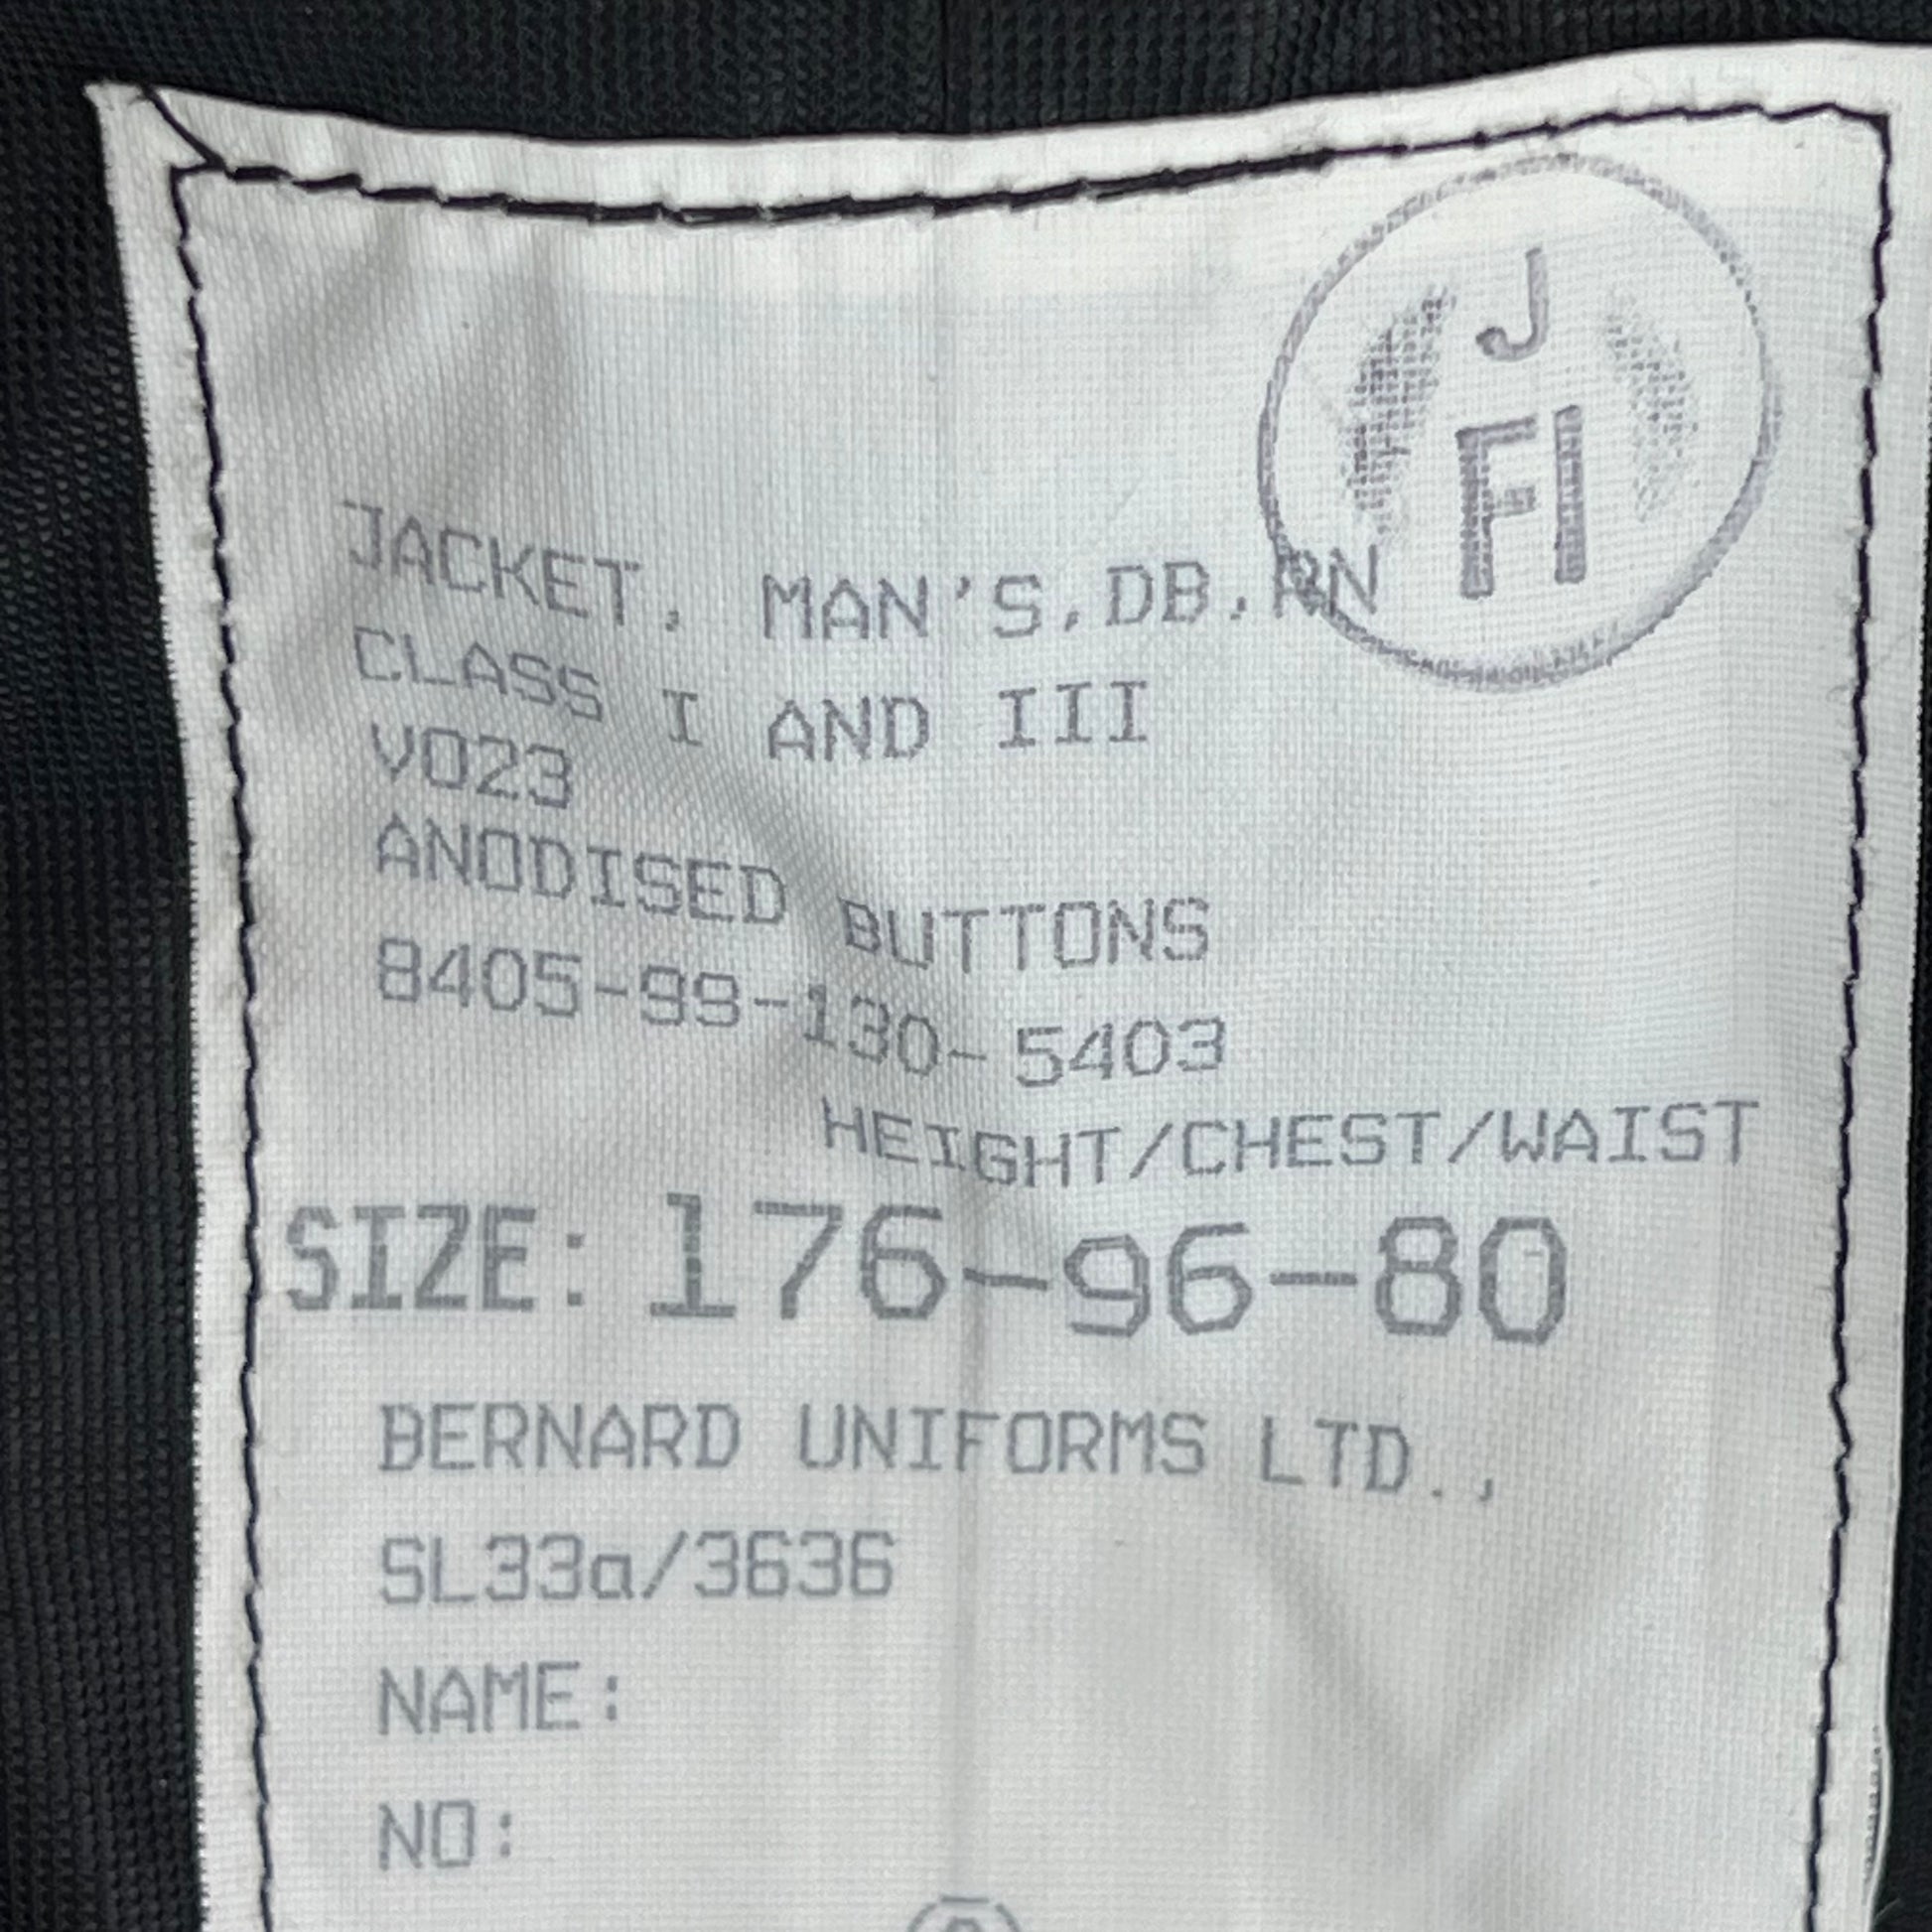 J
FI
JACKET, MAN'S,DB,RN
CLASS I AND III
V023
ANODISED BUTTONS
8405-99-130-5403
HEIGHT/CHEST/WAIST
SIZE: 176-96-80
BERNARD UNIFORMS LTD.,
SL33a/3636
NAME:
NO: